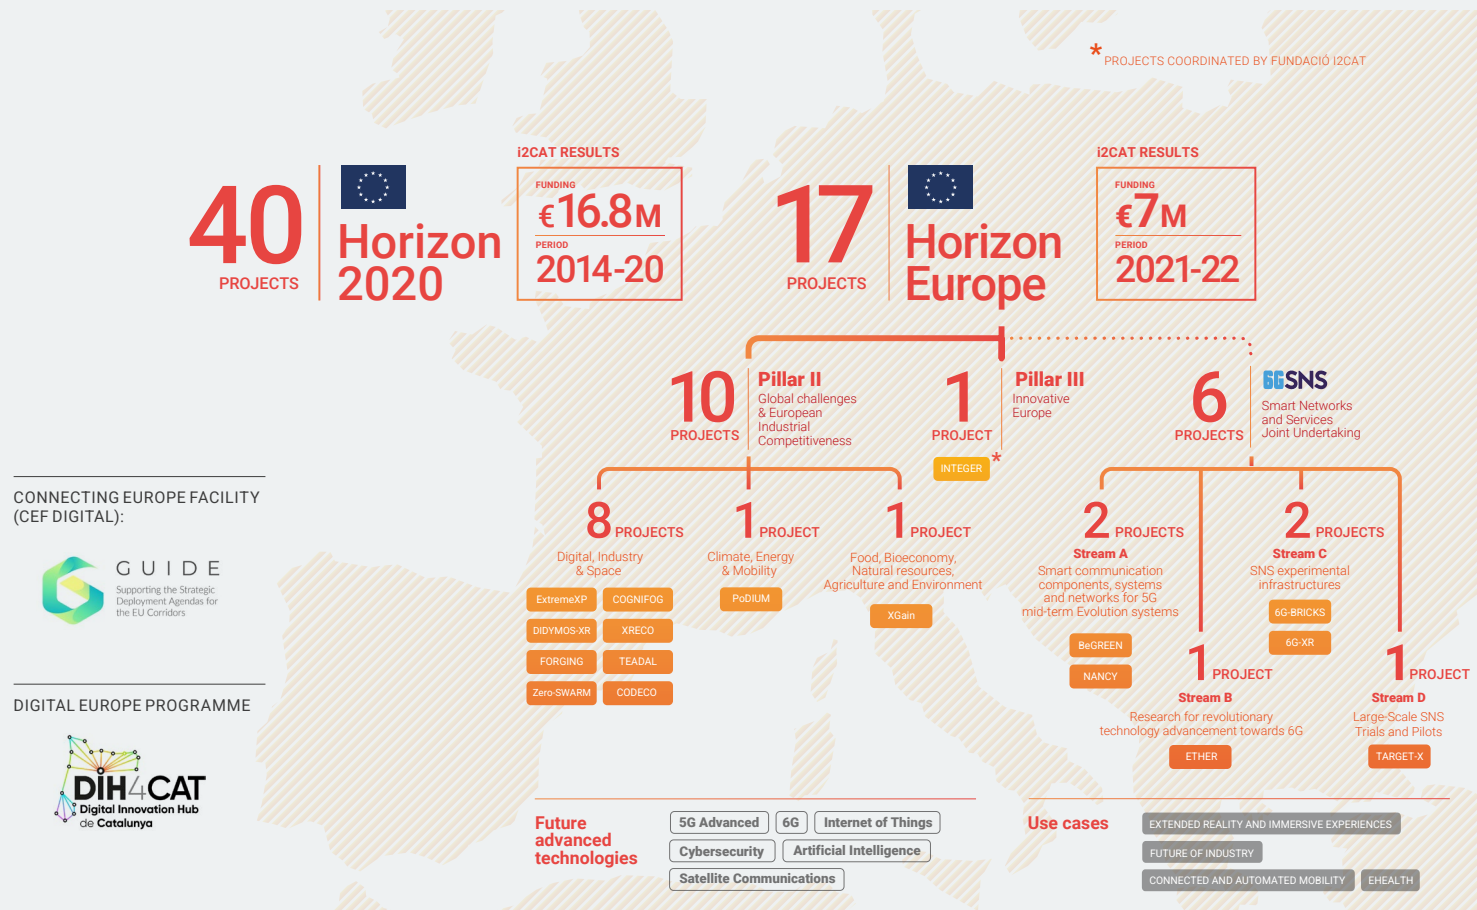 * PROJECTS COORDINATED BY FUNDACIÓ I2CAT
40
PROJECTS
Horizon
2020
i2CAT RESULTS
FUNDING
€16.8M
PERIOD
2014-20
17
PROJECTS
Horizon
Europe
i2CAT RESULTS
FUNDING
€7M
PERIOD
2021-22
10
PROJECTS
Pillar II
Global challenges
& European
Industrial
Competitiveness
1
PROJECT
Pillar III
Innovative
Europe
INTEGER *
6
PROJECTS
6GSNS
Smart Networks
and Services
Joint Undertaking
8 PROJECTS
Digital, Industry
& Space
ExtremeXP
COGNIFOG
DIDYMOS-XR
XRECO
FORGING
TEADAL
Zero-SWARM
CODECO
1 PROJECT
Climate, Energy
& Mobility
PoDIUM
1 PROJECT
Food, Bioeconomy,
Natural resources,
Agriculture and Environment
XGain
2 PROJECTS
Stream A
Smart communication
components, systems
and networks for 5G
mid-term Evolution systems
BeGREEN
NANCY
1 PROJECT
Stream B
Research for revolutionary
technology advancement towards 6G
ETHER
2 PROJECTS
Stream C
SNS experimental
infrastructures
6G-BRICKS
6G-XR
1 PROJECT
Stream D
Large-Scale SNS
Trials and Pilots
TARGET-X
CONNECTING EUROPE FACILITY
(CEF DIGITAL):
GUIDE
Supporting the Strategic
Deployment Agendas for
the EU Corridors
DIGITAL EUROPE PROGRAMME
DIH4CAT
Digital Innovation Hub
de Catalunya
Future
advanced
technologies
5G Advanced
6G
Internet of Things
Cybersecurity
Artificial Intelligence
Satellite Communications
Use cases
EXTENDED REALITY AND IMMERSIVE EXPERIENCES
FUTURE OF INDUSTRY
CONNECTED AND AUTOMATED MOBILITY
EHEALTH